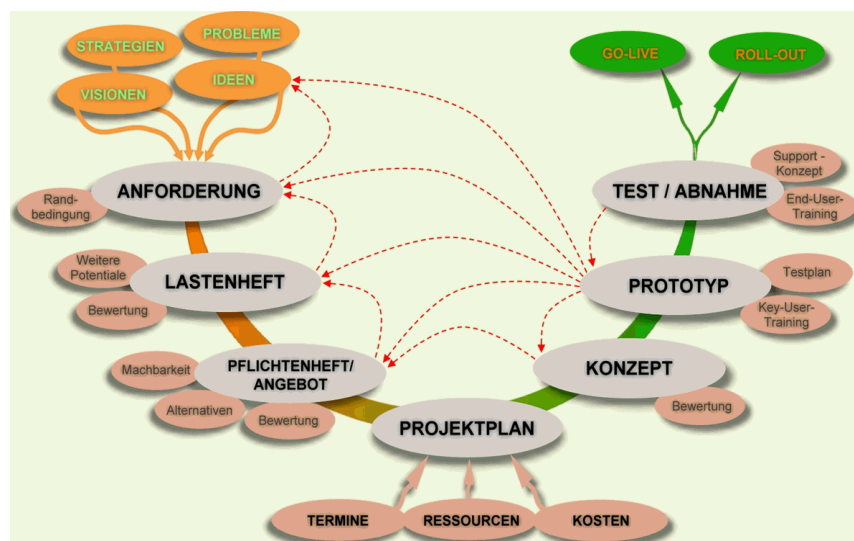 STRATEGIEN
PROBLEME
VISIONEN
IDEEN
ANFORDERUNG
Rand-
bedingung
LASTENHEFT
Weitere
Potentiale
Bewertung
PFLICHTENHEFT/
ANGEBOT
Machbarkeit
Alternativen
Bewertung
PROJEKTPLAN
TERMINE
RESSOURCEN
KOSTEN
KONZEPT
Bewertung
PROTOTYP
Testplan
Key-User-
Training
TEST / ABNAHME
Support -
Konzept
End-User-
Training
GO-LIVE
ROLL-OUT